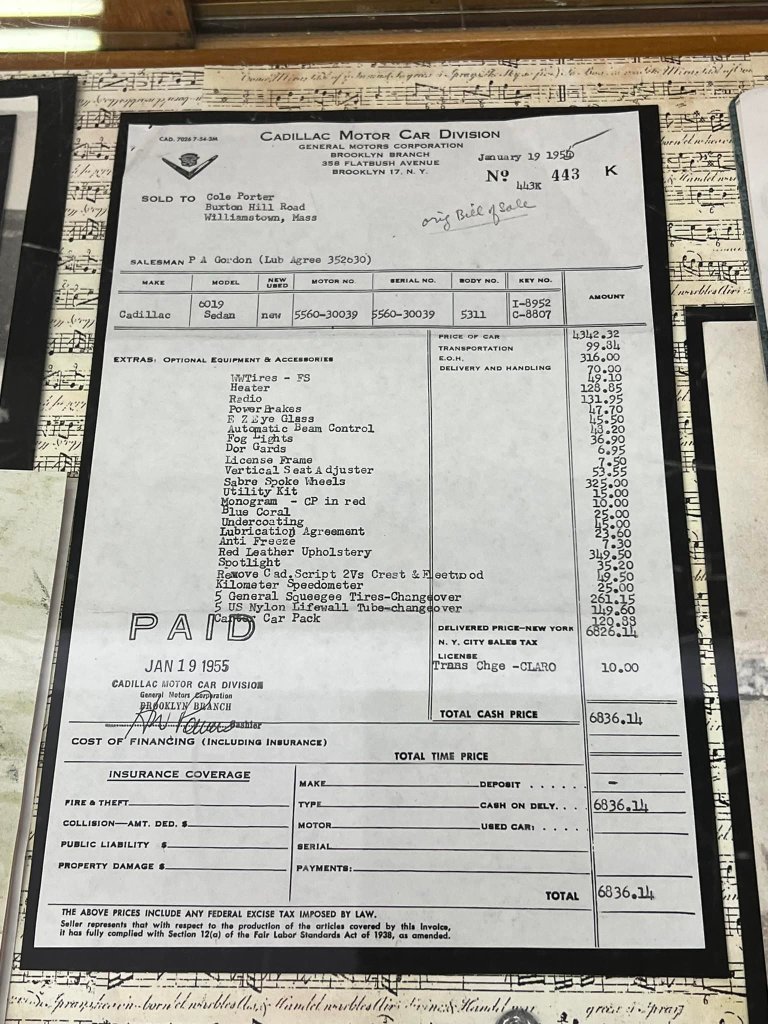 CAD. 7026 7-54-3M
CADILLAC MOTOR CAR DIVISION
GENERAL MOTORS CORPORATION
BROOKLYN BRANCH
358 FLATBUSH AVENUE
BROOKLYN 17, N. Y.
January 19 1955
Nº 443 K
443K
SOLD TO Cole Porter
Buxton Hill Road
Williamstown, Mass
orig Bill of Sale
SALESMAN P A Gordon (Lub Agree 352630)
MAKE MODEL NEW USED MOTOR NO. SERIAL NO. BODY NO. KEY NO. AMOUNT
Cadillac 6019 Sedan new 5560-30039 5560-30039 5311 I-8952 C-8807
PRICE OF CAR 4342.32
TRANSPORTATION 99.84
E.O.H. 316.00
DELIVERY AND HANDLING 70.00
EXTRAS: OPTIONAL EQUIPMENT & ACCESSORIES
WWTires - FS 49.10
Heater 128.85
Radio 131.95
Power Brakes 47.70
E Z Eye Glass 45.50
Automatic Beam Control 48.20
Fog Lights 36.90
Dor Gards 6.95
License Frame 7.50
Vertical Seat Adjuster 53.55
Sabre Spoke Wheels 325.00
Utility Kit 15.00
Monogram - CP in red 10.00
Blue Coral 25.00
Undercoating 45.00
Lubrication Agreement 23.60
Anti Freeze 7.30
Red Leather Upholstery 349.50
Spotlight 35.20
Remove Cad.Script 2Vs Crest & Fleetwood 49.50
Kilometer Speedometer 25.00
5 General Squeegee Tires-Changeover 261.15
5 US Nylon Lifewall Tube-changeover 149.60
Car Pack 120.88
DELIVERED PRICE-NEW YORK 6826.14
N. Y. CITY SALES TAX
LICENSE
Trans Chge -CLARO 10.00
PAID
JAN 19 1955
CADILLAC MOTOR CAR DIVISION
General Motors Corporation
BROOKLYN BRANCH
Cashier
TOTAL CASH PRICE 6836.14
COST OF FINANCING (INCLUDING INSURANCE)
TOTAL TIME PRICE
INSURANCE COVERAGE
FIRE & THEFT
COLLISION—AMT. DED. $
PUBLIC LIABILITY $
PROPERTY DAMAGE $
MAKE DEPOSIT . . . . . –
TYPE CASH ON DELY. . . . 6836.14
MOTOR USED CAR: . . . .
SERIAL
PAYMENTS:
TOTAL 6836.14
THE ABOVE PRICES INCLUDE ANY FEDERAL EXCISE TAX IMPOSED BY LAW.
Seller represents that with respect to the production of the articles covered by this invoice,
it has fully complied with Section 12(a) of the Fair Labor Standards Act of 1938, as amended.